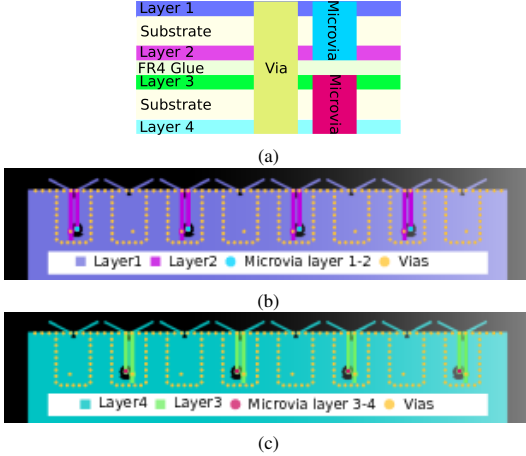 Layer 1
Substrate
Layer 2
FR4 Glue
Layer 3
Substrate
Layer 4
Via
Microvia
Microvia
(a)
Layer1 Layer2 Microvia layer 1-2 Vias
(b)
Layer4 Layer3 Microvia layer 3-4 Vias
(c)